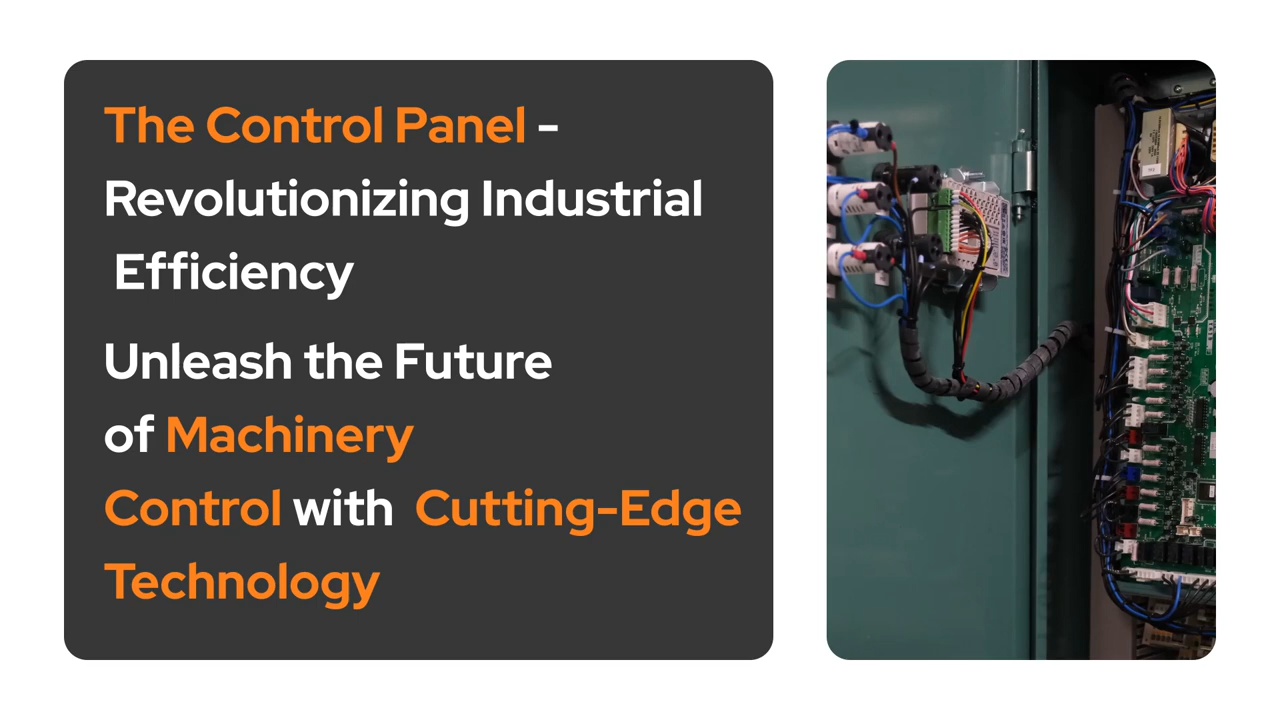 The Control Panel -
Revolutionizing Industrial
Efficiency
Unleash the Future
of Machinery
Control with Cutting-Edge
Technology